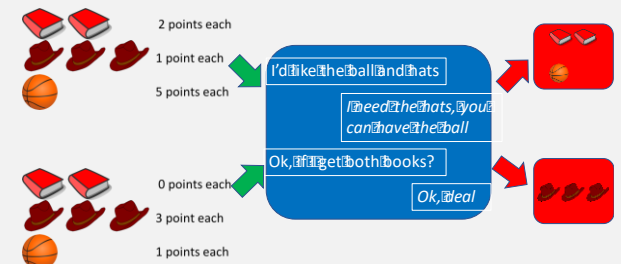 2 points each
1 point each
5 points each
I'd like the ball and hats
I need the hats, you
can have the ball
Ok, if I get both books?
Ok, deal
0 points each
3 point each
1 points each